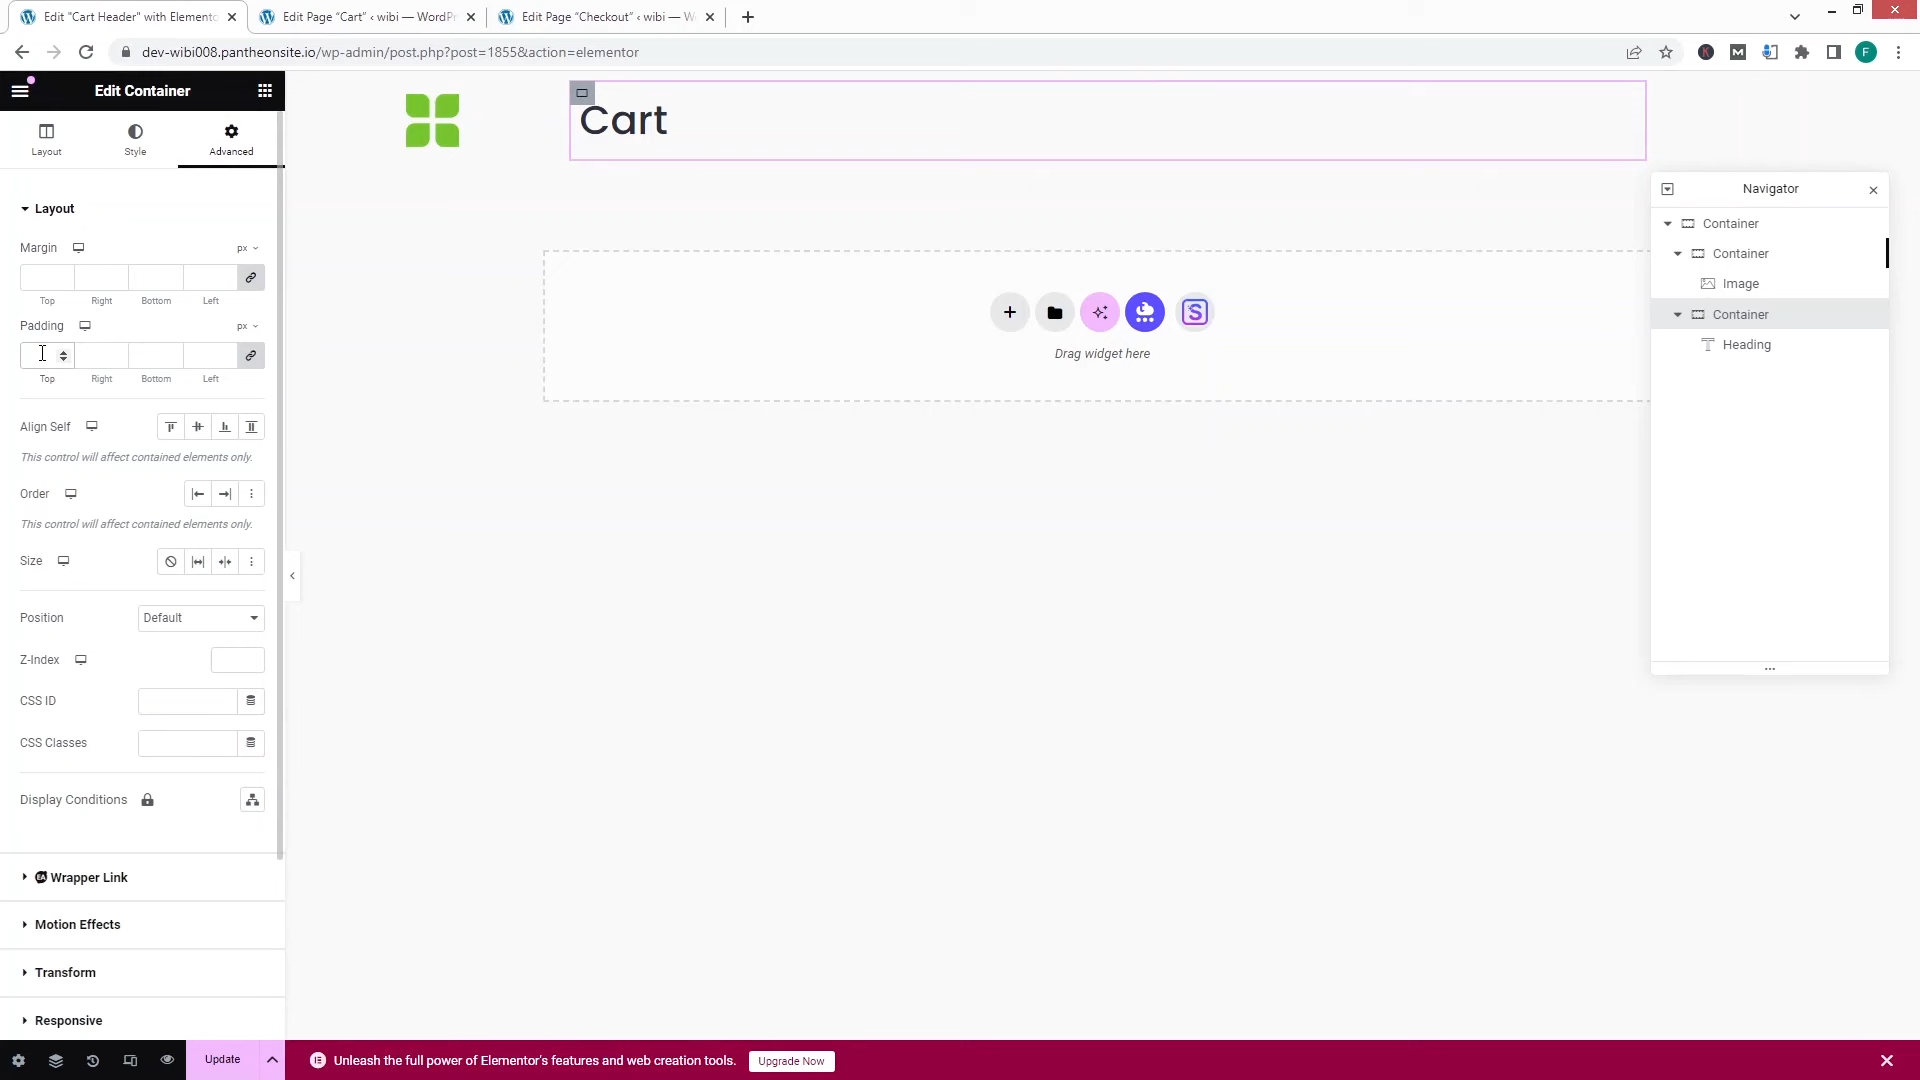 Edit "Cart Header" with Elemento
Edit Page "Cart" ‹ wibi — WordPr
Edit Page "Checkout" ‹ wibi — W
dev-wibi008.pantheonsite.io/wp-admin/post.php?post=1855&action=elementor
K
M
F
Edit Container
Layout
Style
Advanced
Layout
Margin
px
Top
Right
Bottom
Left
Padding
px
Top
Right
Bottom
Left
Align Self
This control will affect contained elements only.
Order
This control will affect contained elements only.
Size
Position
Default
Z-Index
CSS ID
CSS Classes
Display Conditions
EA Wrapper Link
Motion Effects
Transform
Responsive
Update
Cart
S
Drag widget here
Navigator
Container
Container
Image
Container
T Heading
Unleash the full power of Elementor's features and web creation tools.
Upgrade Now